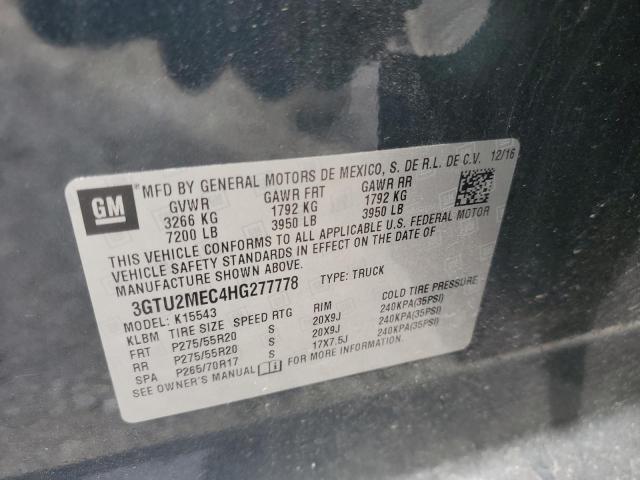 GM
*MFD BY GENERAL MOTORS DE MEXICO, S. DE R.L. DE C.V. 12/16
GVWR GAWR FRT GAWR RR
3266 KG 1792 KG 1792 KG
7200 LB 3950 LB 3950 LB
THIS VEHICLE CONFORMS TO ALL APPLICABLE U.S. FEDERAL MOTOR
VEHICLE SAFETY STANDARDS IN EFFECT ON THE DATE OF
MANUFACTURE SHOWN ABOVE.
3GTU2MEC4HG277778 TYPE: TRUCK
MODEL: K15543
KLBM TIRE SIZE SPEED RTG RIM COLD TIRE PRESSURE
FRT P275/55R20 S 20X9J 240KPA(35PSI)
RR P275/55R20 S 20X9J 240KPA(35PSI)
SPA P265/70R17 S 17X7.5J 240KPA(35PSI)
SEE OWNER'S MANUAL FOR MORE INFORMATION